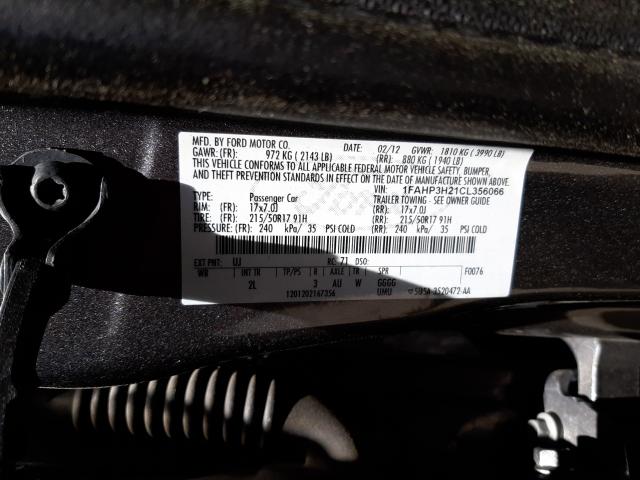 MFD. BY FORD MOTOR CO. DATE: 02/12 GVWR: 1810 KG ( 3990 LB)
GAWR: (FR): 972 KG ( 2143 LB) (RR): 880 KG ( 1940 LB)
THIS VEHICLE CONFORMS TO ALL APPLICABLE FEDERAL MOTOR VEHICLE SAFETY, BUMPER,
AND THEFT PREVENTION STANDARDS IN EFFECT ON THE DATE OF MANUFACTURE SHOWN ABOVE.
VIN: 1FAHP3H21CL356066
TYPE: Passenger Car TRAILER TOWING - SEE OWNER GUIDE
RIM: (FR): 17x7.0J (RR): 17x7.0J
TIRE: (FR): 215/50R17 91H (RR): 215/50R17 91H
PRESSURE: (FR): 240 kPa/ 35 PSI COLD (RR): 240 kPa/ 35 PSI COLD
EXT PNT: UJ RC: 71 DSO: F0076
WB INT TR TP/PS R AXLE TR SPR
2L 3 AU W GGGG
1201202167356 UMU 5U5A-3520472-AA